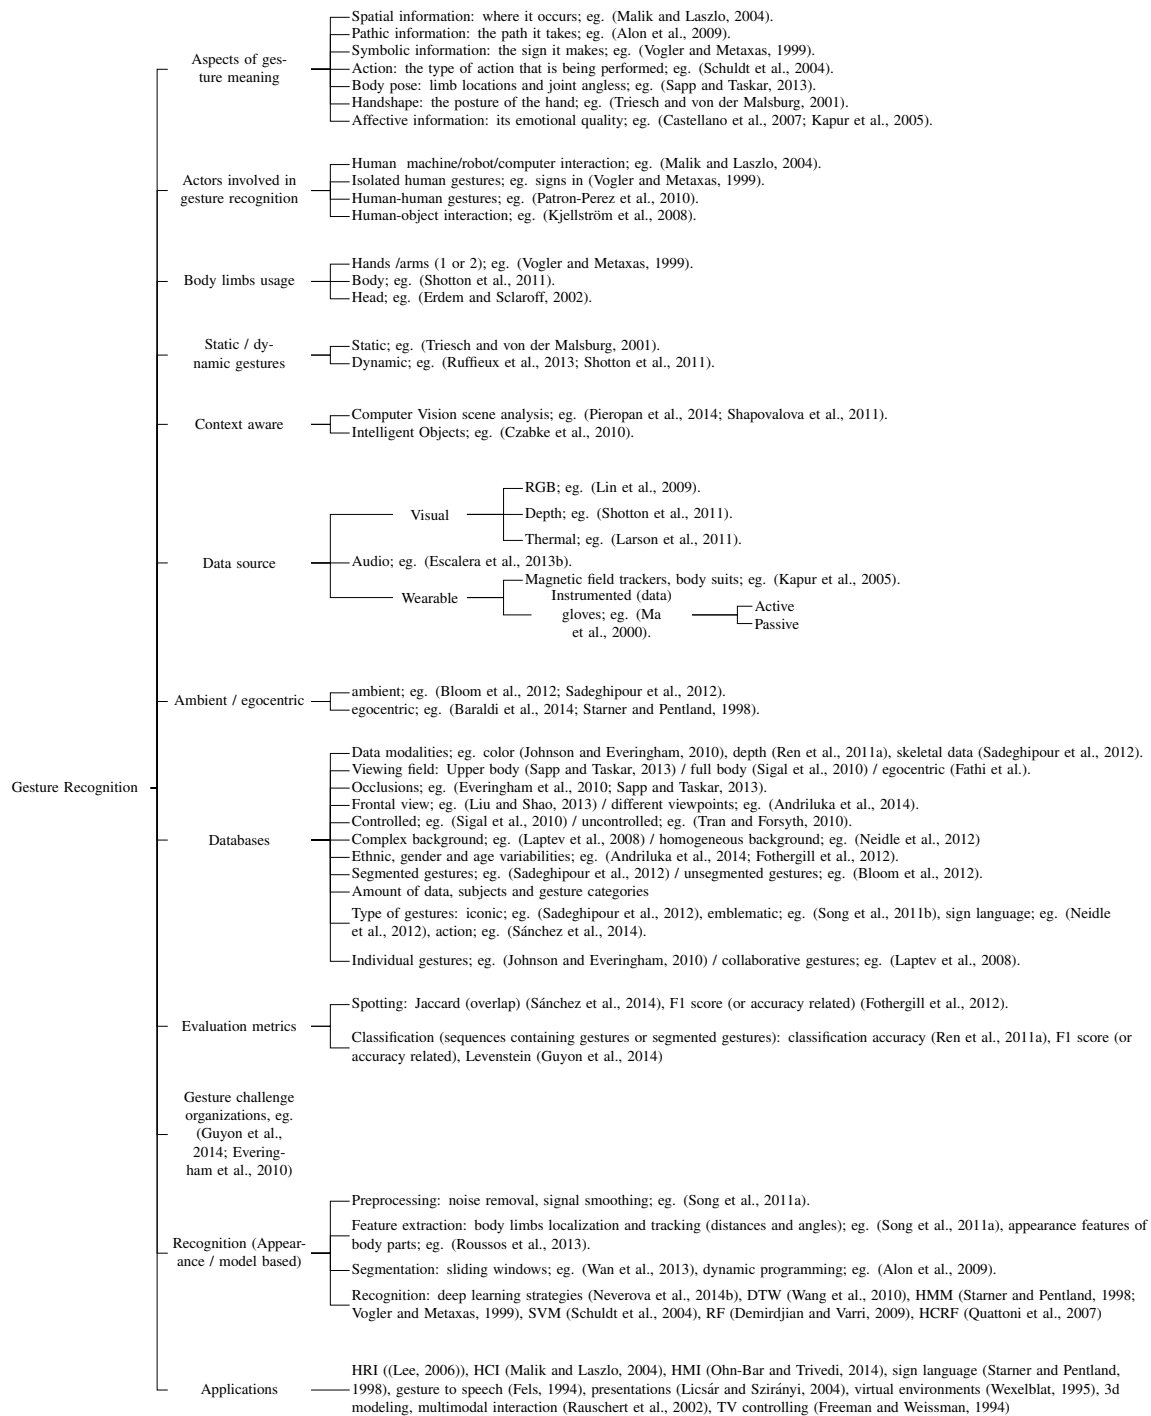 Gesture Recognition
Aspects of ges-
ture meaning
Spatial information: where it occurs; eg. (Malik and Laszlo, 2004).
Pathic information: the path it takes; eg. (Alon et al., 2009).
Symbolic information: the sign it makes; eg. (Vogler and Metaxas, 1999).
Action: the type of action that is being performed; eg. (Schuldt et al., 2004).
Body pose: limb locations and joint angless; eg. (Sapp and Taskar, 2013).
Handshape: the posture of the hand; eg. (Triesch and von der Malsburg, 2001).
Affective information: its emotional quality; eg. (Castellano et al., 2007; Kapur et al., 2005).
Actors involved in
gesture recognition
Human machine/robot/computer interaction; eg. (Malik and Laszlo, 2004).
Isolated human gestures; eg. signs in (Vogler and Metaxas, 1999).
Human-human gestures; eg. (Patron-Perez et al., 2010).
Human-object interaction; eg. (Kjellström et al., 2008).
Body limbs usage
Hands /arms (1 or 2); eg. (Vogler and Metaxas, 1999).
Body; eg. (Shotton et al., 2011).
Head; eg. (Erdem and Sclaroff, 2002).
Static / dy-
namic gestures
Static; eg. (Triesch and von der Malsburg, 2001).
Dynamic; eg. (Ruffieux et al., 2013; Shotton et al., 2011).
Context aware
Computer Vision scene analysis; eg. (Pieropan et al., 2014; Shapovalova et al., 2011).
Intelligent Objects; eg. (Czabke et al., 2010).
Data source
Visual
RGB; eg. (Lin et al., 2009).
Depth; eg. (Shotton et al., 2011).
Thermal; eg. (Larson et al., 2011).
Audio; eg. (Escalera et al., 2013b).
Wearable
Magnetic field trackers, body suits; eg. (Kapur et al., 2005).
Instrumented (data)
gloves; eg. (Ma
et al., 2000).
Active
Passive
Ambient / egocentric
ambient; eg. (Bloom et al., 2012; Sadeghipour et al., 2012).
egocentric; eg. (Baraldi et al., 2014; Starner and Pentland, 1998).
Databases
Data modalities; eg. color (Johnson and Everingham, 2010), depth (Ren et al., 2011a), skeletal data (Sadeghipour et al., 2012).
Viewing field: Upper body (Sapp and Taskar, 2013) / full body (Sigal et al., 2010) / egocentric (Fathi et al.).
Occlusions; eg. (Everingham et al., 2010; Sapp and Taskar, 2013).
Frontal view; eg. (Liu and Shao, 2013) / different viewpoints; eg. (Andriluka et al., 2014).
Controlled; eg. (Sigal et al., 2010) / uncontrolled; eg. (Tran and Forsyth, 2010).
Complex background; eg. (Laptev et al., 2008) / homogeneous background; eg. (Neidle et al., 2012)
Ethnic, gender and age variabilities; eg. (Andriluka et al., 2014; Fothergill et al., 2012).
Segmented gestures; eg. (Sadeghipour et al., 2012) / unsegmented gestures; eg. (Bloom et al., 2012).
Amount of data, subjects and gesture categories
Type of gestures: iconic; eg. (Sadeghipour et al., 2012), emblematic; eg. (Song et al., 2011b), sign language; eg. (Neidle
et al., 2012), action; eg. (Sánchez et al., 2014).
Individual gestures; eg. (Johnson and Everingham, 2010) / collaborative gestures; eg. (Laptev et al., 2008).
Evaluation metrics
Spotting: Jaccard (overlap) (Sánchez et al., 2014), F1 score (or accuracy related) (Fothergill et al., 2012).
Classification (sequences containing gestures or segmented gestures): classification accuracy (Ren et al., 2011a), F1 score (or
accuracy related), Levenstein (Guyon et al., 2014)
Gesture challenge
organizations, eg.
(Guyon et al.,
2014; Evering-
ham et al., 2010)
Recognition (Appear-
ance / model based)
Preprocessing: noise removal, signal smoothing; eg. (Song et al., 2011a).
Feature extraction: body limbs localization and tracking (distances and angles); eg. (Song et al., 2011a), appearance features of
body parts; eg. (Roussos et al., 2013).
Segmentation: sliding windows; eg. (Wan et al., 2013), dynamic programming; eg. (Alon et al., 2009).
Recognition: deep learning strategies (Neverova et al., 2014b), DTW (Wang et al., 2010), HMM (Starner and Pentland, 1998;
Vogler and Metaxas, 1999), SVM (Schuldt et al., 2004), RF (Demirdjian and Varri, 2009), HCRF (Quattoni et al., 2007)
Applications
HRI ((Lee, 2006)), HCI (Malik and Laszlo, 2004), HMI (Ohn-Bar and Trivedi, 2014), sign language (Starner and Pentland,
1998), gesture to speech (Fels, 1994), presentations (Licsár and Szirányi, 2004), virtual environments (Wexelblat, 1995), 3d
modeling, multimodal interaction (Rauschert et al., 2002), TV controlling (Freeman and Weissman, 1994)